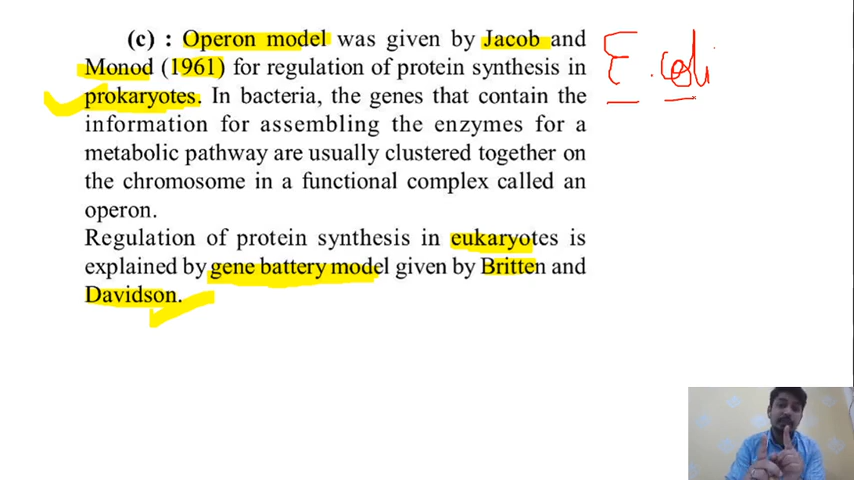 (c) : Operon model was given by Jacob and
Monod (1961) for regulation of protein synthesis in
prokaryotes. In bacteria, the genes that contain the
information for assembling the enzymes for a
metabolic pathway are usually clustered together on
the chromosome in a functional complex called an
operon.
Regulation of protein synthesis in eukaryotes is
explained by gene battery model given by Britten and
Davidson.
E.coli